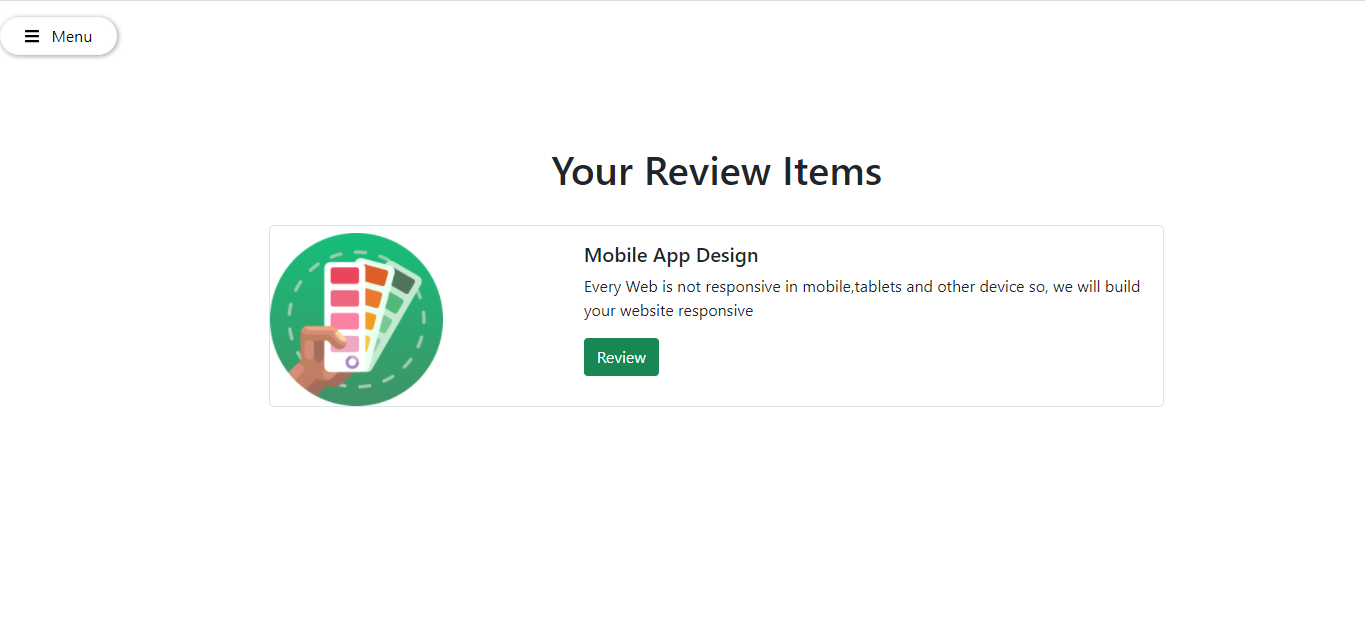 Menu
Your Review Items
Mobile App Design
Every Web is not responsive in mobile,tablets and other device so, we will build
your website responsive
Review